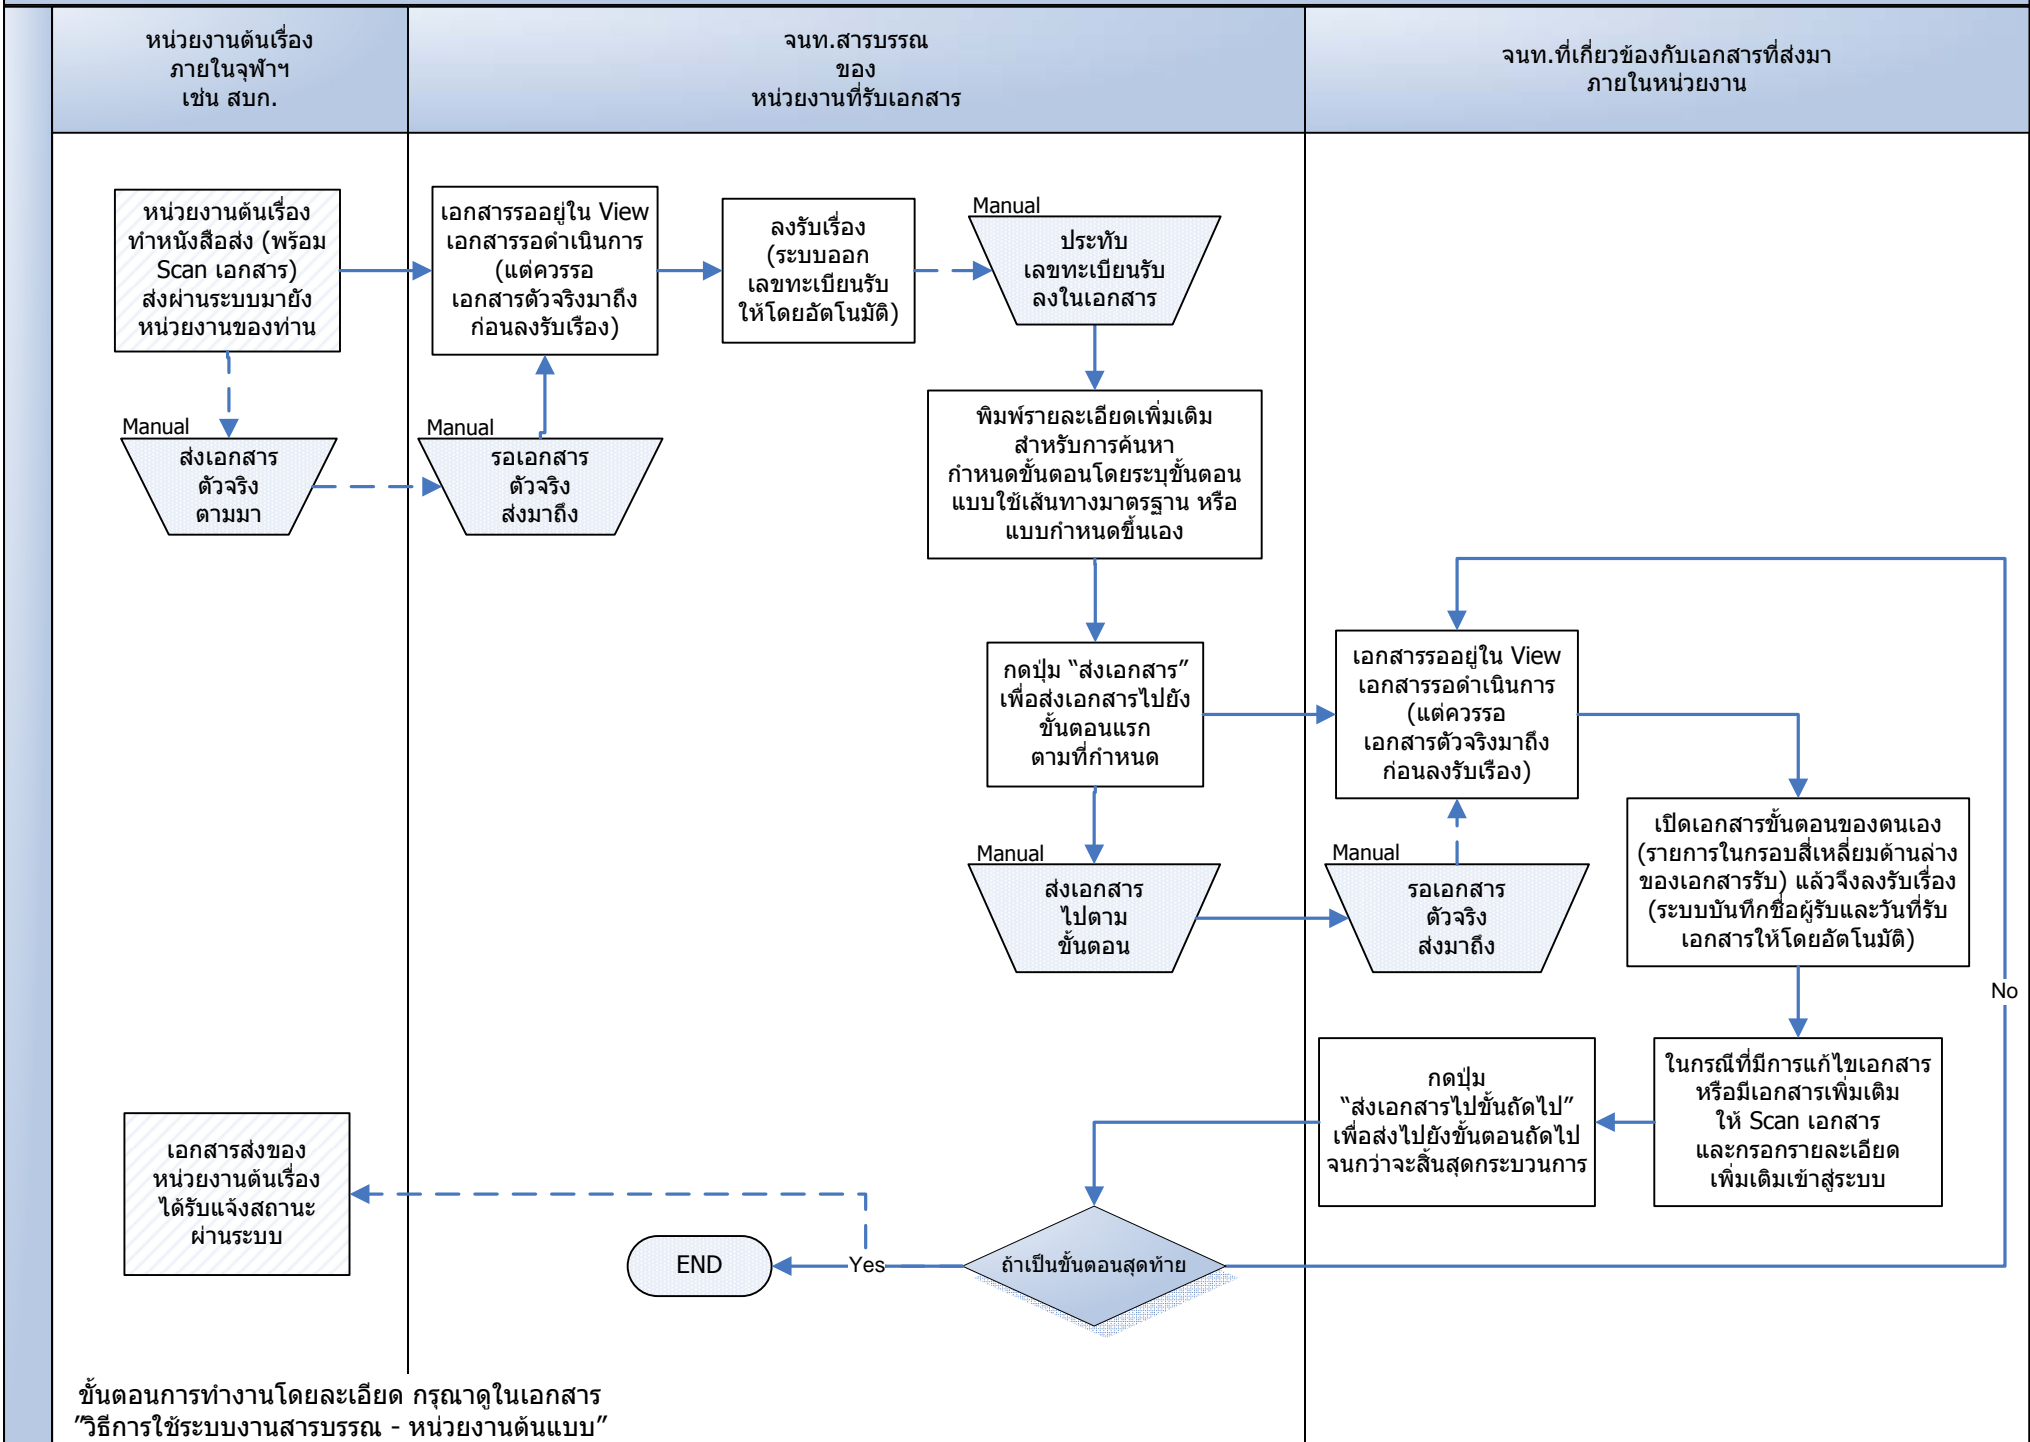 หน่วยงานต้นเรื่อง
ภายในจุฬาฯ
เช่น สบก.
จนท.สารบรรณ
ของ
หน่วยงานที่รับเอกสาร
จนท.ที่เกี่ยวข้องกับเอกสารที่ส่งมา
ภายในหน่วยงาน
หน่วยงานต้นเรื่อง
ทำหนังสือส่ง (พร้อม
Scan เอกสาร)
ส่งผ่านระบบมายัง
หน่วยงานของท่าน
เอกสารรออยู่ใน View
เอกสารรอดำเนินการ
(แต่ควรรอ
เอกสารตัวจริงมาถึง
ก่อนลงรับเรื่อง)
ลงรับเรื่อง
(ระบบออก
เลขทะเบียนรับ
ให้โดยอัตโนมัติ)
Manual
ประทับ
เลขทะเบียนรับ
ลงในเอกสาร
Manual
ส่งเอกสาร
ตัวจริง
ตามมา
Manual
รอเอกสาร
ตัวจริง
ส่งมาถึง
พิมพ์รายละเอียดเพิ่มเติม
สำหรับการค้นหา
กำหนดขั้นตอนโดยระบุขั้นตอน
แบบใช้เส้นทางมาตรฐาน หรือ
แบบกำหนดขึ้นเอง
กดปุ่ม “ส่งเอกสาร”
เพื่อส่งเอกสารไปยัง
ขั้นตอนแรก
ตามที่กำหนด
เอกสารรออยู่ใน View
เอกสารรอดำเนินการ
(แต่ควรรอ
เอกสารตัวจริงมาถึง
ก่อนลงรับเรื่อง)
Manual
ส่งเอกสาร
ไปตาม
ขั้นตอน
Manual
รอเอกสาร
ตัวจริง
ส่งมาถึง
เปิดเอกสารขั้นตอนของตนเอง
(รายการในกรอบสี่เหลี่ยมด้านล่าง
ของเอกสารรับ) แล้วจึงลงรับเรื่อง
(ระบบบันทึกชื่อผู้รับและวันที่รับ
เอกสารให้โดยอัตโนมัติ)
No
ในกรณีที่มีการแก้ไขเอกสาร
หรือมีเอกสารเพิ่มเติม
ให้ Scan เอกสาร
และกรอกรายละเอียด
เพิ่มเติมเข้าสู่ระบบ
กดปุ่ม
“ส่งเอกสารไปขั้นถัดไป”
เพื่อส่งไปยังขั้นตอนถัดไป
จนกว่าจะสิ้นสุดกระบวนการ
เอกสารส่งของ
หน่วยงานต้นเรื่อง
ได้รับแจ้งสถานะ
ผ่านระบบ
END
Yes
ถ้าเป็นขั้นตอนสุดท้าย
ขั้นตอนการทำงานโดยละเอียด กรุณาดูในเอกสาร
”วิธีการใช้ระบบงานสารบรรณ - หน่วยงานต้นแบบ”